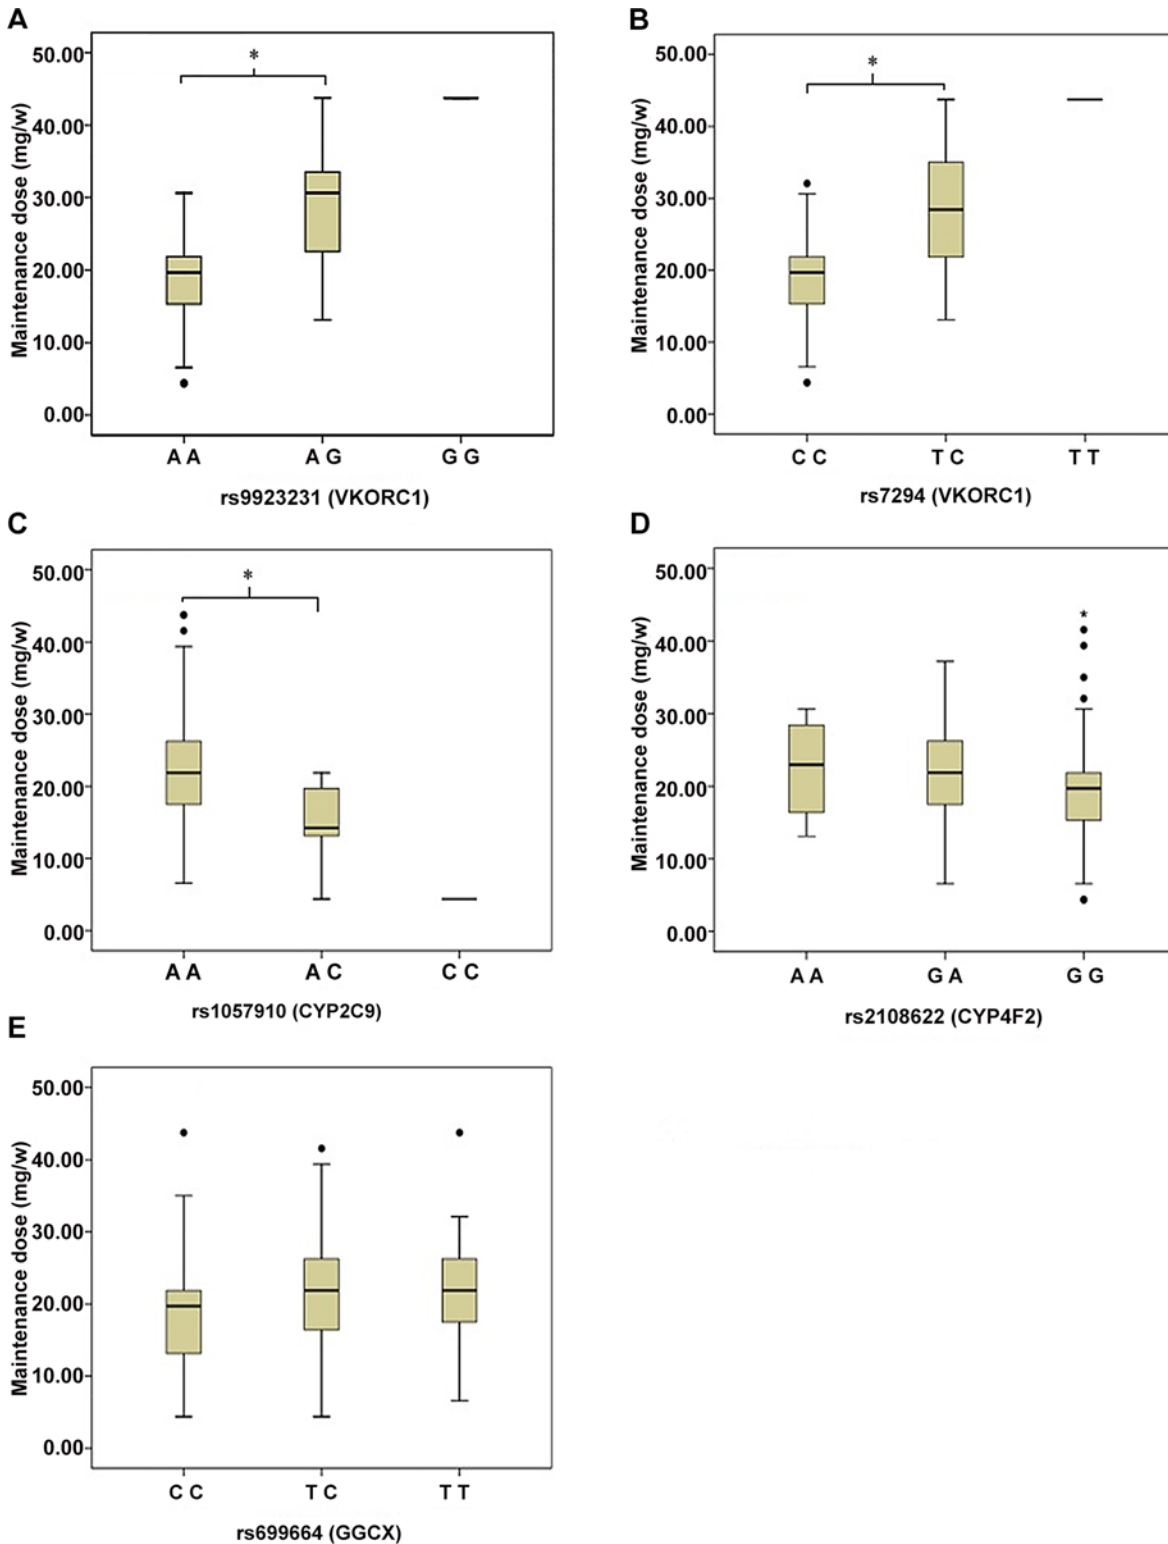 A
Maintenance dose (mg/w)
50.00
40.00
30.00
20.00
10.00
0.00
*
A A
A G
G G
rs9923231 (VKORC1)
B
Maintenance dose (mg/w)
50.00
40.00
30.00
20.00
10.00
0.00
*
C C
T C
T T
rs7294 (VKORC1)
C
Maintenance dose (mg/w)
50.00
40.00
30.00
20.00
10.00
0.00
*
A A
A C
C C
rs1057910 (CYP2C9)
D
Maintenance dose (mg/w)
50.00
40.00
30.00
20.00
10.00
0.00
*
A A
G A
G G
rs2108622 (CYP4F2)
E
Maintenance dose (mg/w)
50.00
40.00
30.00
20.00
10.00
0.00
C C
T C
T T
rs699664 (GGCX)